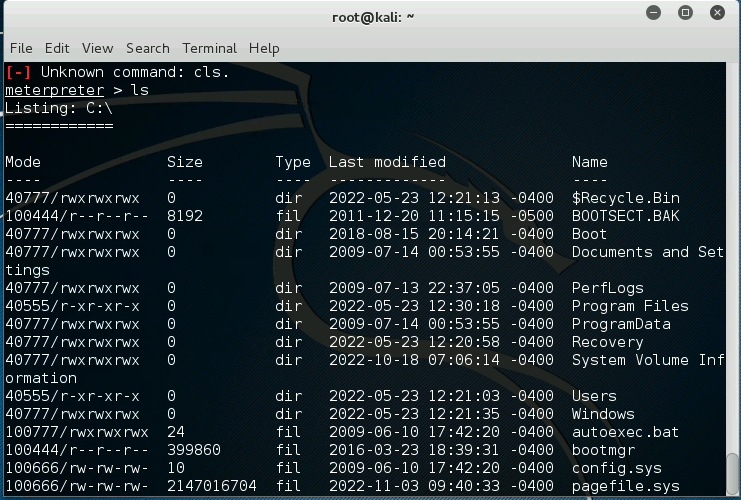 root@kali: ~
File Edit View Search Terminal Help
[-] Unknown command: cls.
meterpreter > ls
Listing: C:\
============
Mode Size Type Last modified Name
---- ---- ---- ------------- ----
40777/rwxrwxrwx 0 dir 2022-05-23 12:21:13 -0400 $Recycle.Bin
100444/r--r--r-- 8192 fil 2011-12-20 11:15:15 -0500 BOOTSECT.BAK
40777/rwxrwxrwx 0 dir 2018-08-15 20:14:21 -0400 Boot
40777/rwxrwxrwx 0 dir 2009-07-14 00:53:55 -0400 Documents and Set
tings
40777/rwxrwxrwx 0 dir 2009-07-13 22:37:05 -0400 PerfLogs
40555/r-xr-xr-x 0 dir 2022-05-23 12:30:18 -0400 Program Files
40777/rwxrwxrwx 0 dir 2009-07-14 00:53:55 -0400 ProgramData
40777/rwxrwxrwx 0 dir 2022-05-23 12:20:58 -0400 Recovery
40777/rwxrwxrwx 0 dir 2022-10-18 07:06:14 -0400 System Volume Inf
ormation
40555/r-xr-xr-x 0 dir 2022-05-23 12:21:03 -0400 Users
40777/rwxrwxrwx 0 dir 2022-05-23 12:21:35 -0400 Windows
100777/rwxrwxrwx 24 fil 2009-06-10 17:42:20 -0400 autoexec.bat
100444/r--r--r-- 399860 fil 2016-03-23 18:39:31 -0400 bootmgr
100666/rw-rw-rw- 10 fil 2009-06-10 17:42:20 -0400 config.sys
100666/rw-rw-rw- 2147016704 fil 2022-11-03 09:40:33 -0400 pagefile.sys